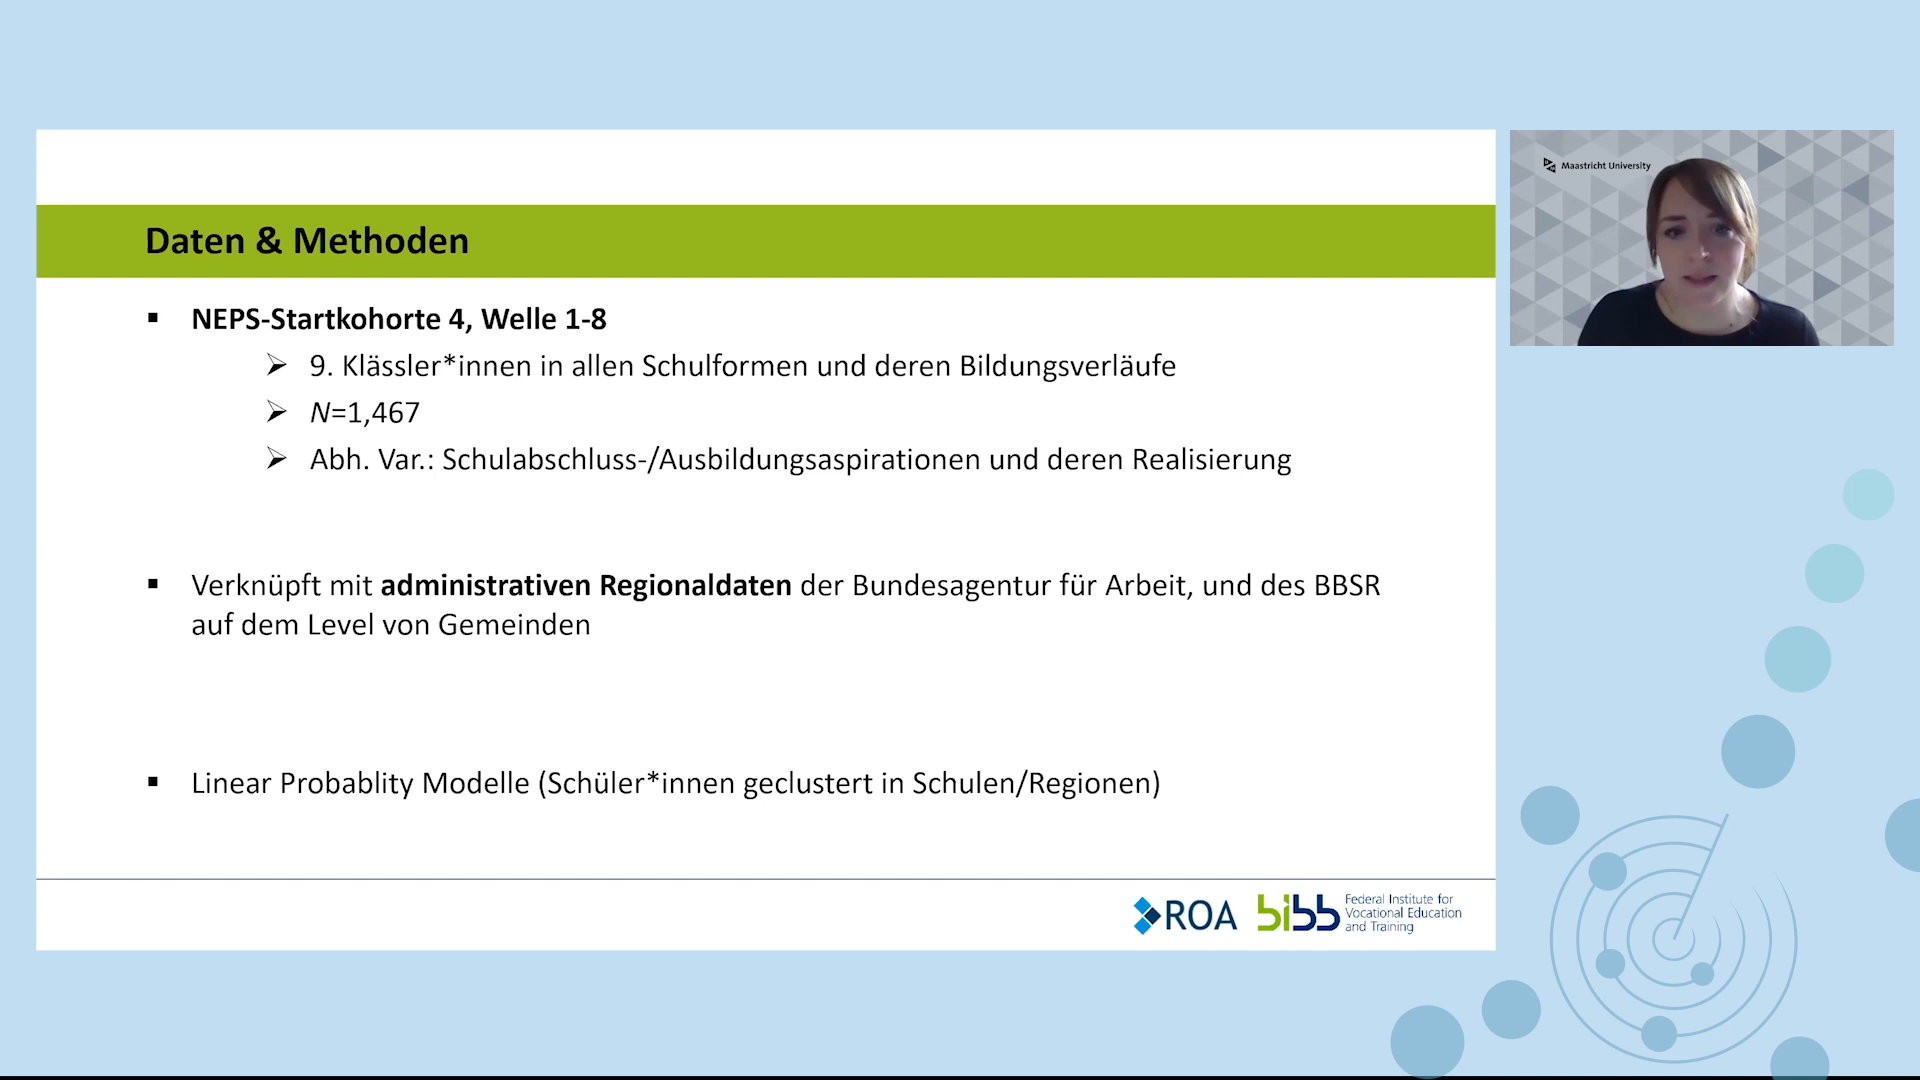 Daten & Methoden
NEPS-Startkohorte 4, Welle 1-8
9. Klässler*innen in allen Schulformen und deren Bildungsverläufe
N=1,467
Abh. Var.: Schulabschluss-/Ausbildungsaspirationen und deren Realisierung
Verknüpft mit administrativen Regionaldaten der Bundesagentur für Arbeit, und des BBSR
auf dem Level von Gemeinden
Linear Probablity Modelle (Schüler*innen geclustert in Schulen/Regionen)
ROA
bibb
Federal Institute for
Vocational Education
and Training
Maastricht University